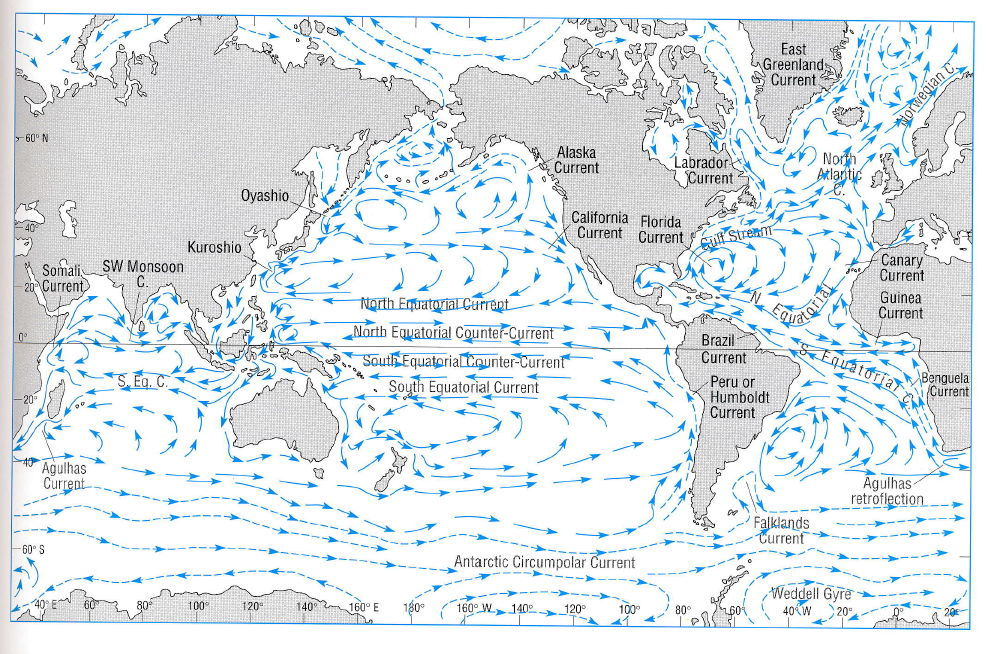 East
Greenland
Current
Norwegian C.
60° N
Alaska
Current
Labrador
Current
North
Atlantic
C.
Oyashio
California
Current
Florida
Current
Gulf Stream
40°
Kuroshio
Somali
Current
SW Monsoon
C.
Canary
Current
20°
North Equatorial Current
N. Equatorial
Guinea
Current
0°
North Equatorial Counter-Current
Brazil
Current
South Equatorial Counter-Current
S. Equatorial C.
S. Eq. C.
South Equatorial Current
Peru or
Humboldt
Current
Benguela
Current
20°
40°
Agulhas
Current
Agulhas
retroflection
Falklands
Current
60° S
Antarctic Circumpolar Current
Weddell Gyre
40° E 60° 80° 100° 120° 140° 160° E 180° 160° W 140° 120° 100° 80° 60° 40° W 20° 0° 20°